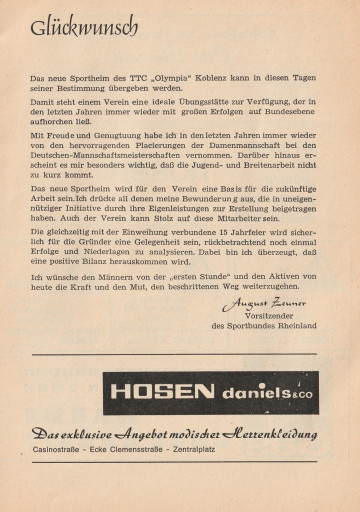 Glückwunsch
Das neue Sportheim des TTC „Olympia" Koblenz kann in diesen Tagen
seiner Bestimmung übergeben werden.
Damit steht einem Verein eine ideale Übungsstätte zur Verfügung, der in
den letzten Jahren immer wieder mit großen Erfolgen auf Bundesebene
aufhorchen ließ.
Mit Freude und Genugtuung habe ich in den letzten Jahren immer wieder
von den hervorragenden Placierungen der Damenmannschaft bei den
Deutschen-Mannschaftsmeisterschaften vernommen. Darüber hinaus er-
scheint es mir besonders wichtig, daß die Jugend- und Breitenarbeit nicht
zu kurz kommt.
Das neue Sportheim wird für den Verein eine Basis für die zukünftige
Arbeit sein. Ich drücke all denen meine Bewunderung aus, die in uneigen-
nütziger Initiative durch ihre Eigenleistungen zur Erstellung beigetragen
haben. Auch der Verein kann Stolz auf diese Mitarbeiter sein.
Die gleichzeitig mit der Einweihung verbundene 15 Jahrfeier wird sicher-
lich für die Gründer eine Gelegenheit sein, rückbetrachtend noch einmal
Erfolge und Niederlagen zu analysieren. Dabei bin ich überzeugt, daß
eine positive Bilanz herauskommen wird.
Ich wünsche den Männern von der „ersten Stunde" und den Aktiven von
heute die Kraft und den Mut, den beschrittenen Weg weiterzugehen.
August Zeuner
Vorsitzender
des Sportbundes Rheinland
HOSEN daniels & CO
Das exklusive Angebot modischer Herrenkleidung
Casinostraße - Ecke Clemensstraße - Zentralplatz